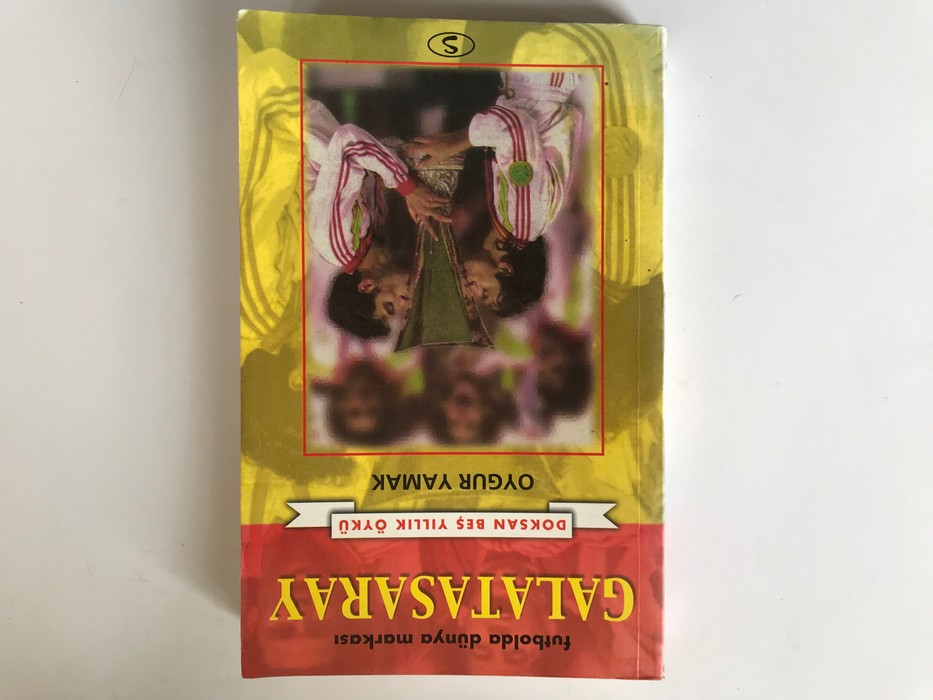 futbolda dünya markası
GALATASARAY
DOKSAN BEŞ YILLIK ÖYKÜ
OYGUR YAMAK
S